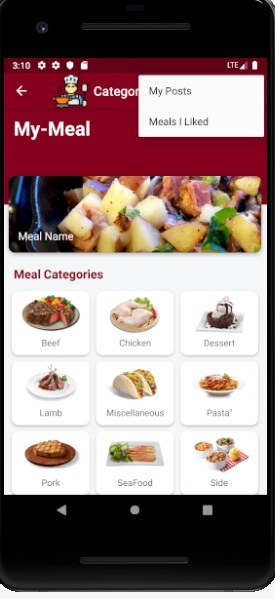 3:10 LTE
Categor
My Posts
Meals I Liked
My-Meal
Meal Name
Meal Categories
Beef Chicken Dessert
Lamb Miscellaneous Pasta"
Pork SeaFood Side